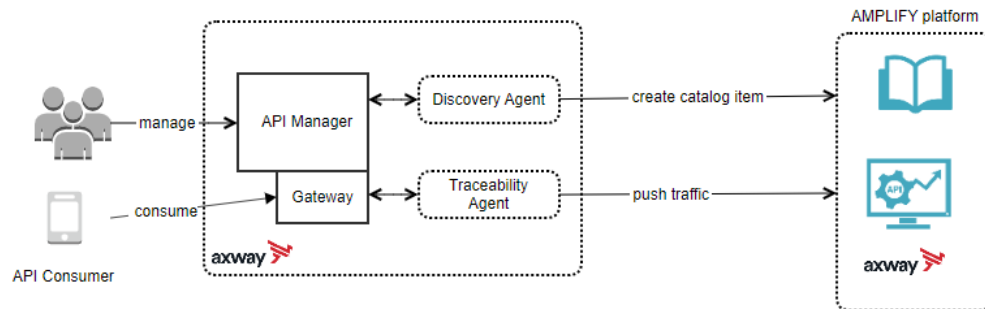 AMPLIFY platform
manage
API Manager
Discovery Agent
create catalog item
consume
Gateway
Traceability
Agent
push traffic
API
axway
axway
API Consumer